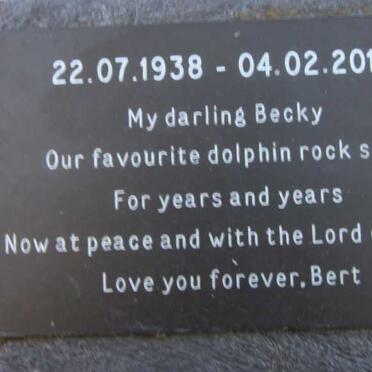 22.07.1938 - 04.02.201
My darling Becky
Our favourite dolphin rock s
For years and years
Now at peace and with the Lord
Love you forever, Bert